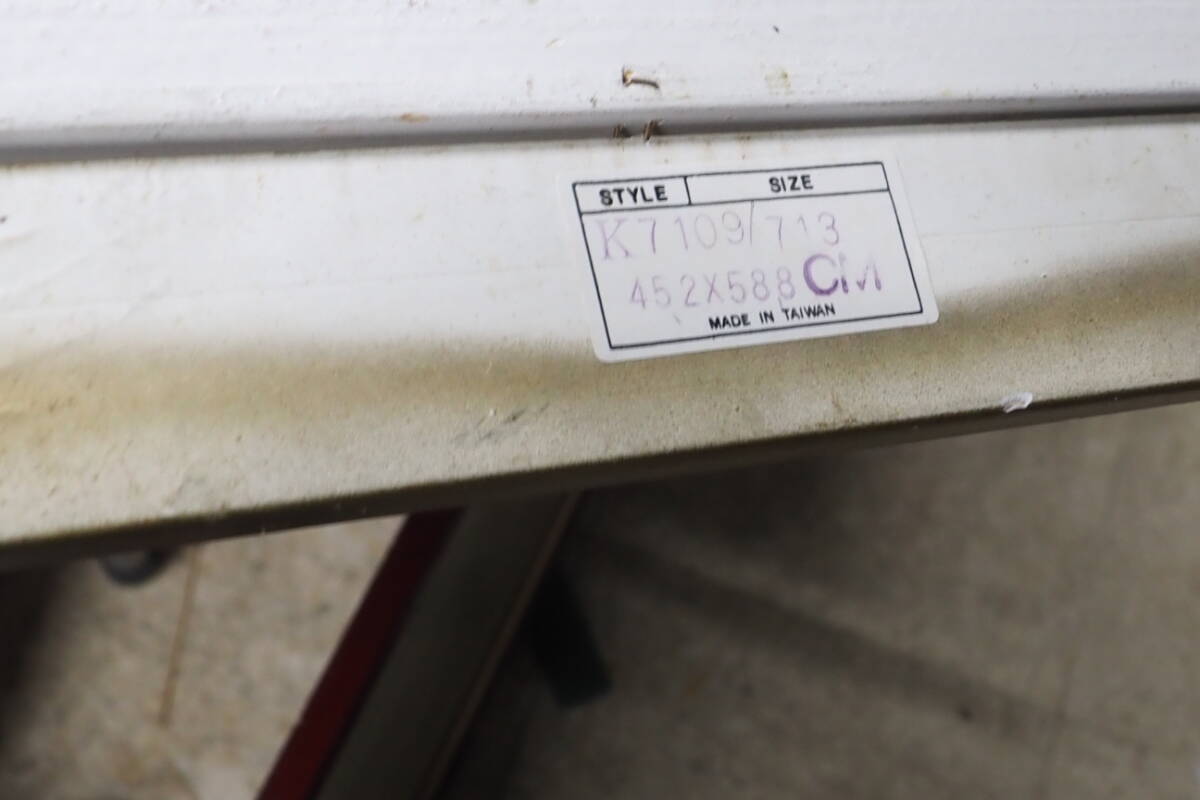 STYLE SIZE
K7109/713
452X588 CM
MADE IN TAIWAN